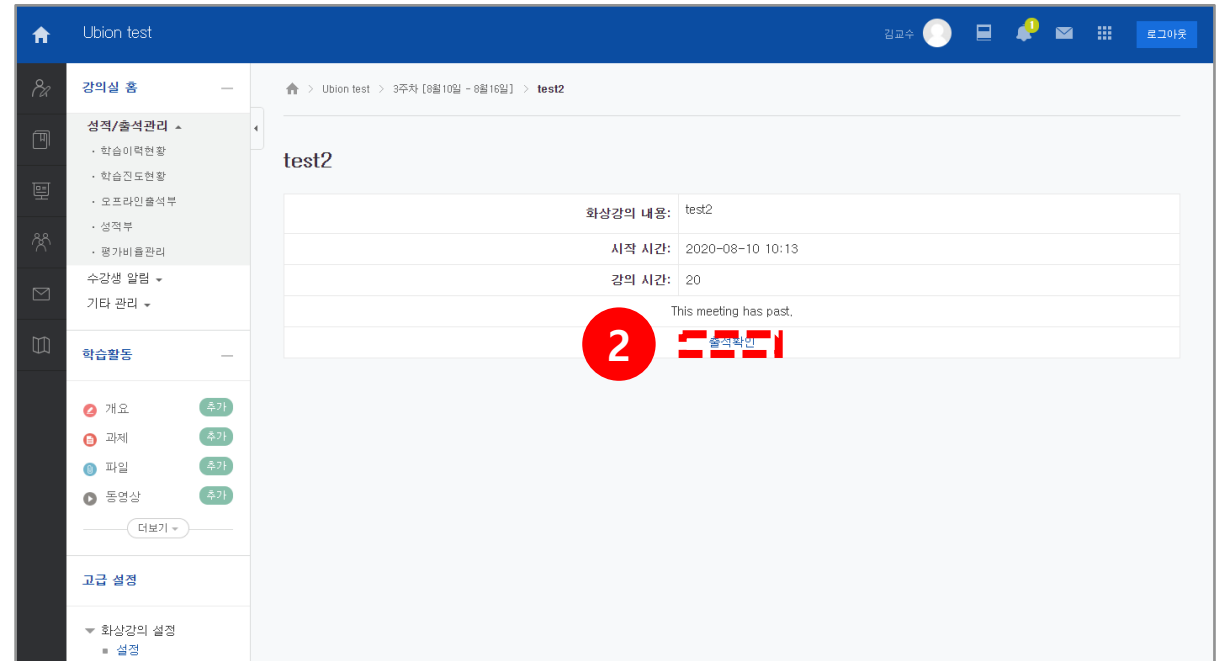 Ubion test
김교수
1
로그아웃
강의실 홈
성적/출석관리
· 학습이력현황
· 학습진도현황
· 오프라인출석부
· 성적부
· 평가비율관리
수강생 알림
기타 관리
학습활동
개요 추가
과제 추가
파일 추가
동영상 추가
더보기
고급 설정
화상강의 설정
설정
> Ubion test > 3주차 [8월10일 - 8월16일] > test2
test2
화상강의 내용: test2
시작 시간: 2020-08-10 10:13
강의 시간: 20
This meeting has past.
2
출석확인